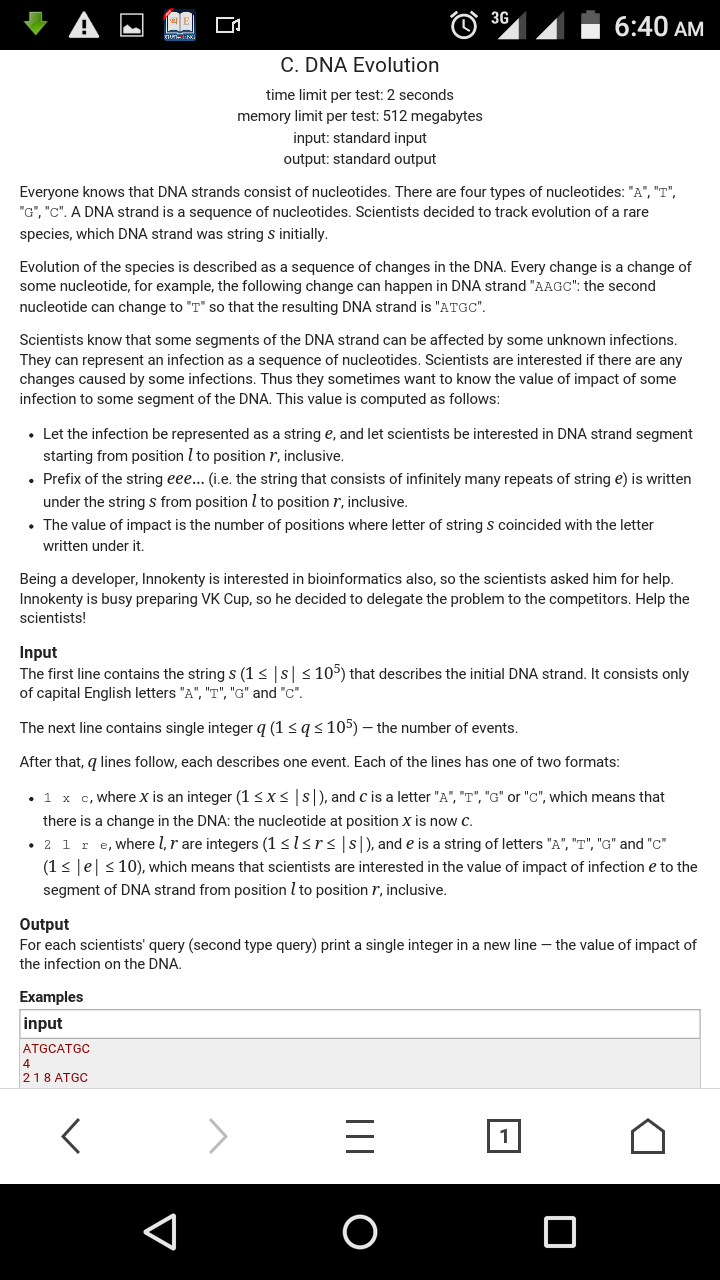 3G 6:40 AM
C. DNA Evolution
time limit per test: 2 seconds
memory limit per test: 512 megabytes
input: standard input
output: standard output
Everyone knows that DNA strands consist of nucleotides. There are four types of nucleotides: "A", "T",
"G", "C". A DNA strand is a sequence of nucleotides. Scientists decided to track evolution of a rare
species, which DNA strand was string s initially.
Evolution of the species is described as a sequence of changes in the DNA. Every change is a change of
some nucleotide, for example, the following change can happen in DNA strand "AAGC": the second
nucleotide can change to "T" so that the resulting DNA strand is "ATGC".
Scientists know that some segments of the DNA strand can be affected by some unknown infections.
They can represent an infection as a sequence of nucleotides. Scientists are interested if there are any
changes caused by some infections. Thus they sometimes want to know the value of impact of some
infection to some segment of the DNA. This value is computed as follows:
• Let the infection be represented as a string e, and let scientists be interested in DNA strand segment
starting from position l to position r, inclusive.
• Prefix of the string eee... (i.e. the string that consists of infinitely many repeats of string e) is written
under the string s from position l to position r, inclusive.
• The value of impact is the number of positions where letter of string s coincided with the letter
written under it.
Being a developer, Innokenty is interested in bioinformatics also, so the scientists asked him for help.
Innokenty is busy preparing VK Cup, so he decided to delegate the problem to the competitors. Help the
scientists!
Input
The first line contains the string s (1 ≤ |s| ≤ 10⁵) that describes the initial DNA strand. It consists only
of capital English letters "A", "T", "G" and "C".
The next line contains single integer q (1 ≤ q ≤ 10⁵) — the number of events.
After that, q lines follow, each describes one event. Each of the lines has one of two formats:
• 1 x c, where x is an integer (1 ≤ x ≤ |s|), and c is a letter "A", "T", "G" or "C", which means that
there is a change in the DNA: the nucleotide at position x is now c.
• 2 l r e, where l, r are integers (1 ≤ l ≤ r ≤ |s|), and e is a string of letters "A", "T", "G" and "C"
(1 ≤ |e| ≤ 10), which means that scientists are interested in the value of impact of infection e to the
segment of DNA strand from position l to position r, inclusive.
Output
For each scientists' query (second type query) print a single integer in a new line — the value of impact of
the infection on the DNA.
Examples
input
ATGCATGC
4
2 1 8 ATGC
1